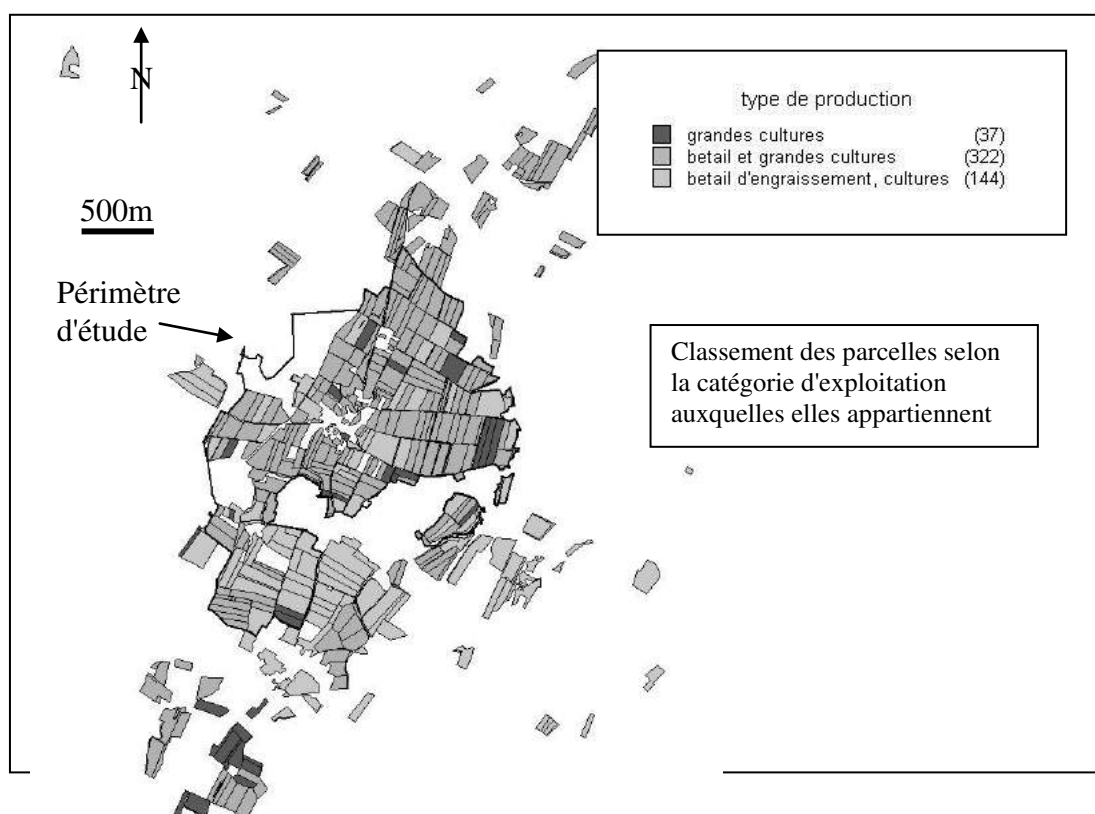 N
type de production
grandes cultures (37)
betail et grandes cultures (322)
betail d'engraissement, cultures (144)
500m
Périmètre
d'étude
Classement des parcelles selon
la catégorie d'exploitation
auxquelles elles appartiennent